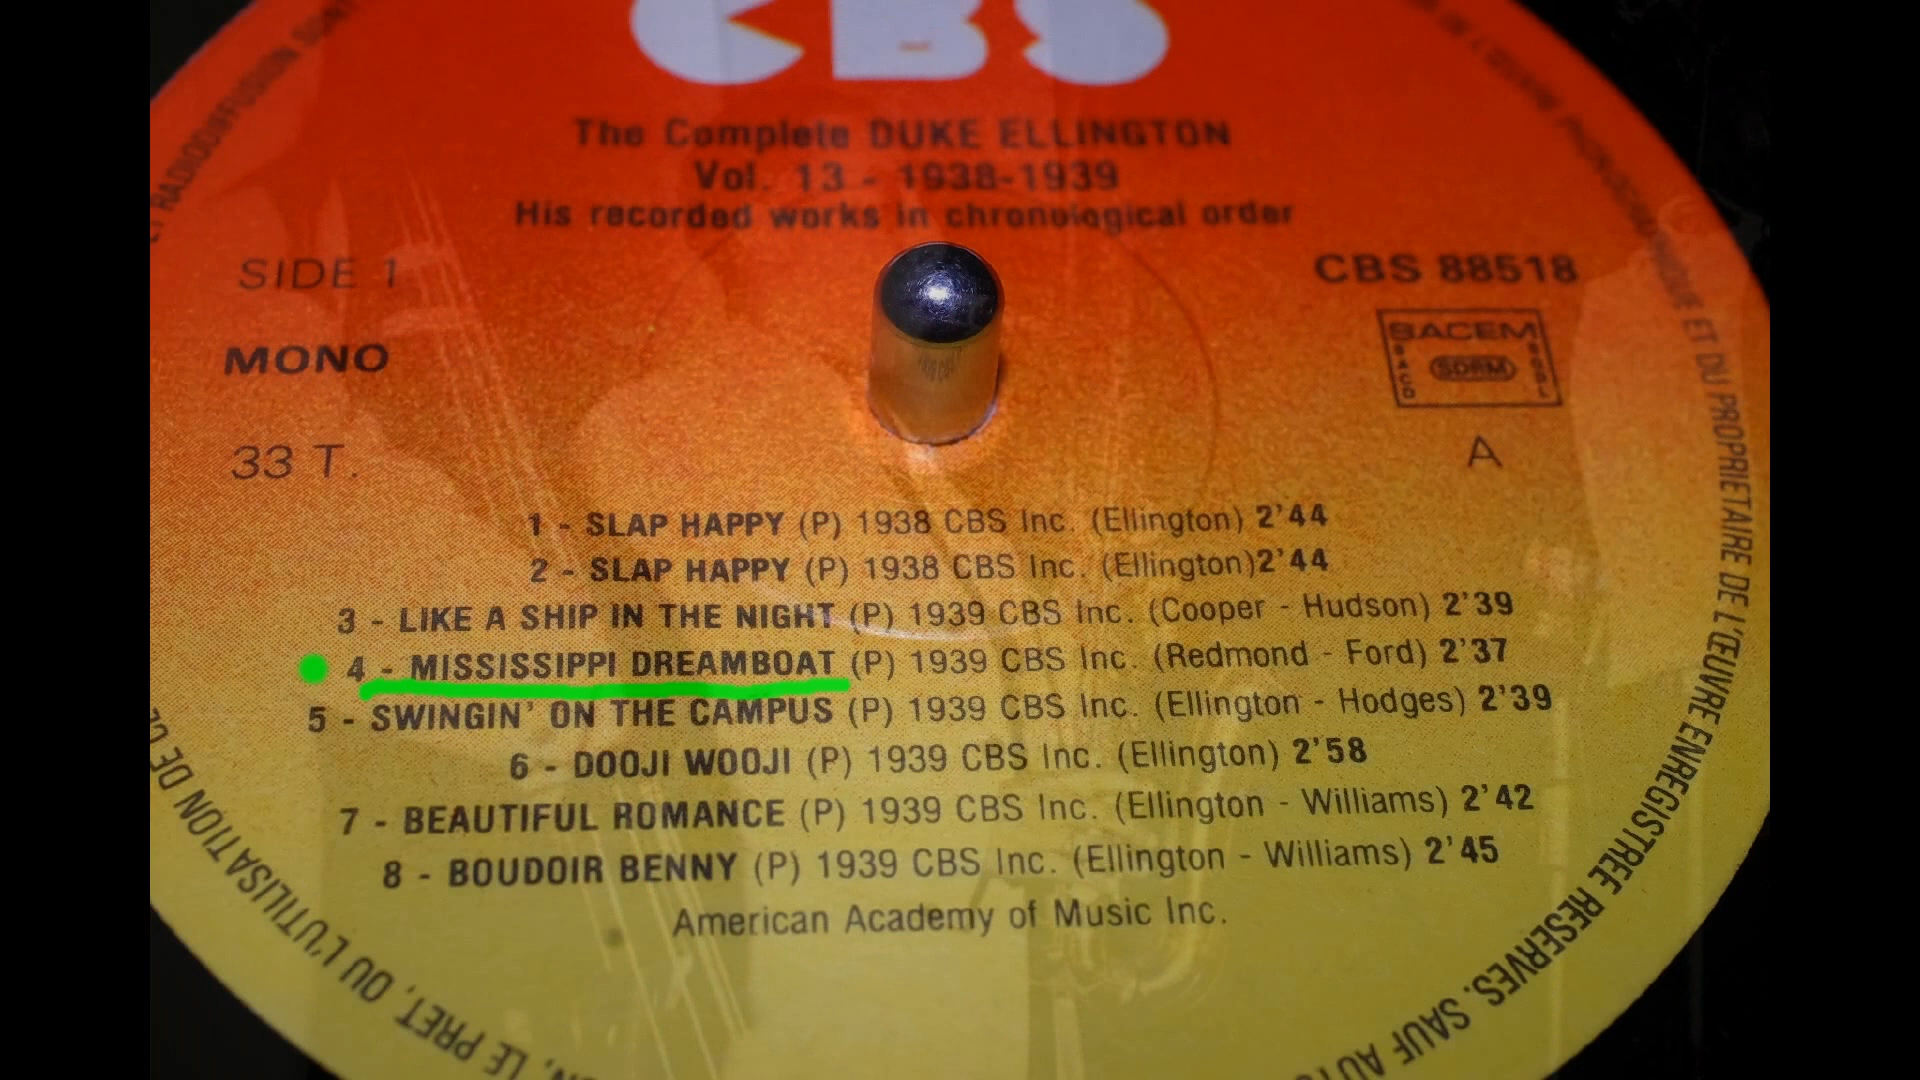 CBS
The Complete DUKE ELLINGTON
Vol. 13 - 1938-1939
His recorded works in chronological order
SIDE 1
CBS 88518
MONO
SACEM
SDRM
33 T.
A
1 - SLAP HAPPY (P) 1938 CBS Inc. (Ellington) 2'44
2 - SLAP HAPPY (P) 1938 CBS Inc. (Ellington)2'44
3 - LIKE A SHIP IN THE NIGHT (P) 1939 CBS Inc. (Cooper - Hudson) 2'39
4 - MISSISSIPPI DREAMBOAT (P) 1939 CBS Inc. (Redmond - Ford) 2'37
5 - SWINGIN' ON THE CAMPUS (P) 1939 CBS Inc. (Ellington - Hodges) 2'39
6 - DOOJI WOOJI (P) 1939 CBS Inc. (Ellington) 2'58
7 - BEAUTIFUL ROMANCE (P) 1939 CBS Inc. (Ellington - Williams) 2'42
8 - BOUDOIR BENNY (P) 1939 CBS Inc. (Ellington - Williams) 2'45
American Academy of Music Inc.
ET DU PROPRIETAIRE DE L'ŒUVRE ENREGISTREE RESERVES. SAUF
LE PRET, OU L'UTILISATION DE
RADIODIFFUSION